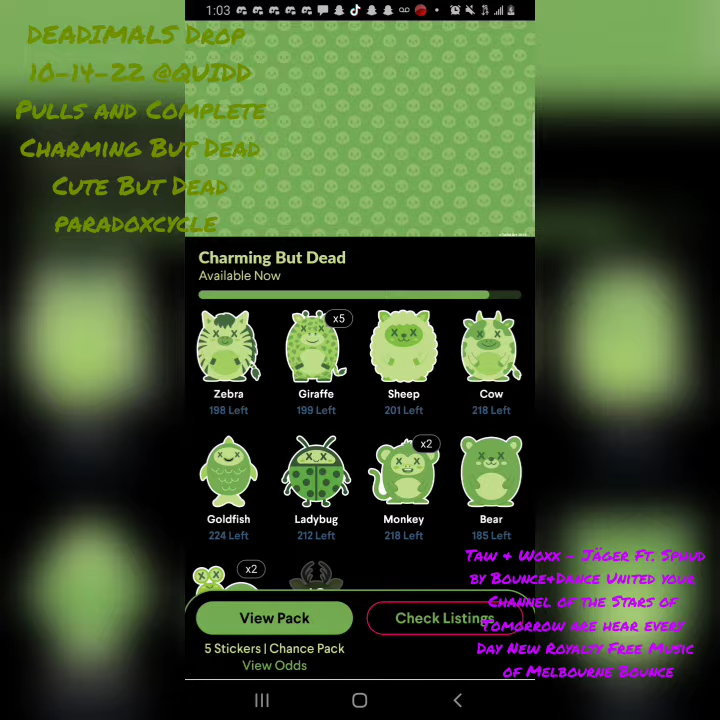 1:03
DEADIMALS Drop
10-14-22 @QUIDD
Pulls and Complete
Charming But Dead
Cute But Dead
paradoxcycle
Charming But Dead
Available Now
x5
Zebra Giraffe Sheep Cow
198 Left 199 Left 201 Left 218 Left
x2
Goldfish Ladybug Monkey Bear
224 Left 212 Left 218 Left 185 Left
x2
View Pack Check Listings
5 Stickers | Chance Pack
View Odds
Taw & Woxx - Jäger Ft. Spuud
by Bounce&Dance United your
Channel of the Stars of
Tomorrow are hear every
Day New Royalty Free Music
of Melbourne Bounce